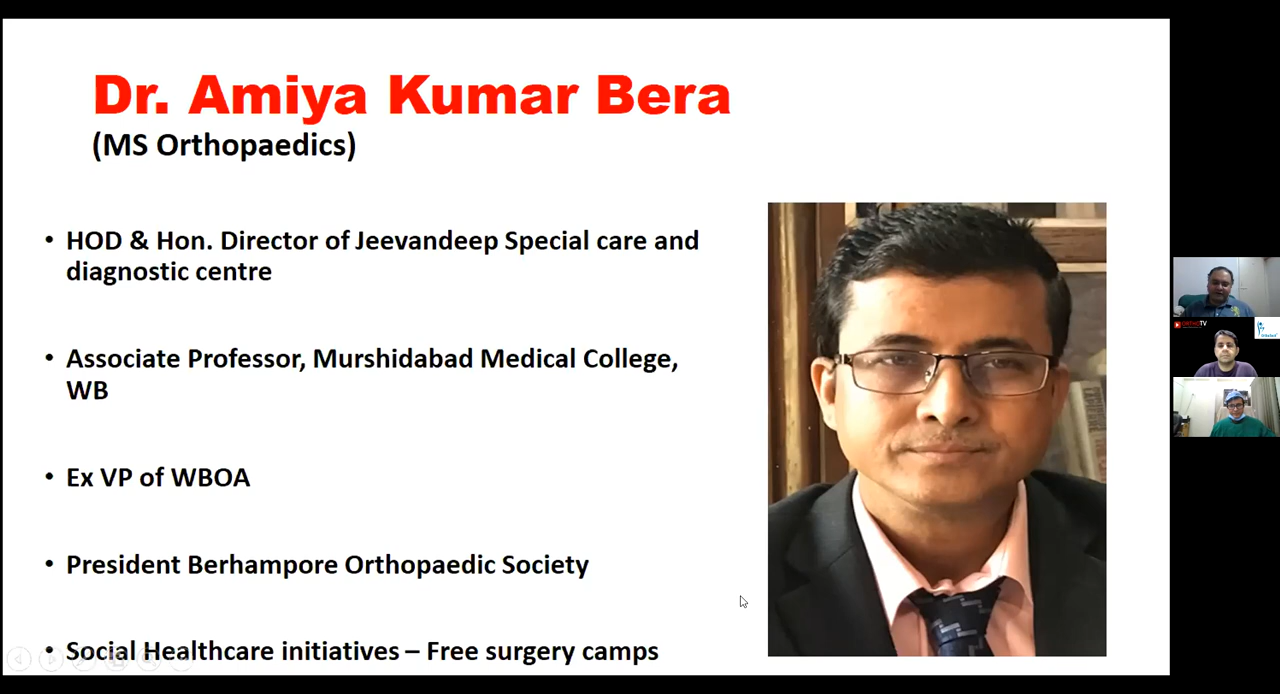 Dr. Amiya Kumar Bera
(MS Orthopaedics)
• HOD & Hon. Director of Jeevandeep Special care and
diagnostic centre
• Associate Professor, Murshidabad Medical College,
WB
• Ex VP of WBOA
• President Berhampore Orthopaedic Society
• Social Healthcare initiatives – Free surgery camps
ORTHOTV